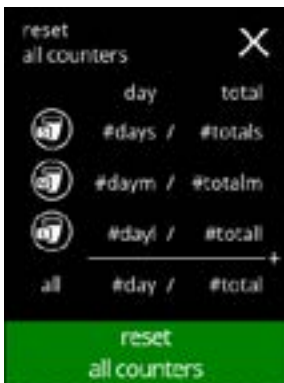 reset
all counters
day total
#days / #totals
#daym / #totalm
#dayl / #totall
+
all #day / #total
reset
all counters